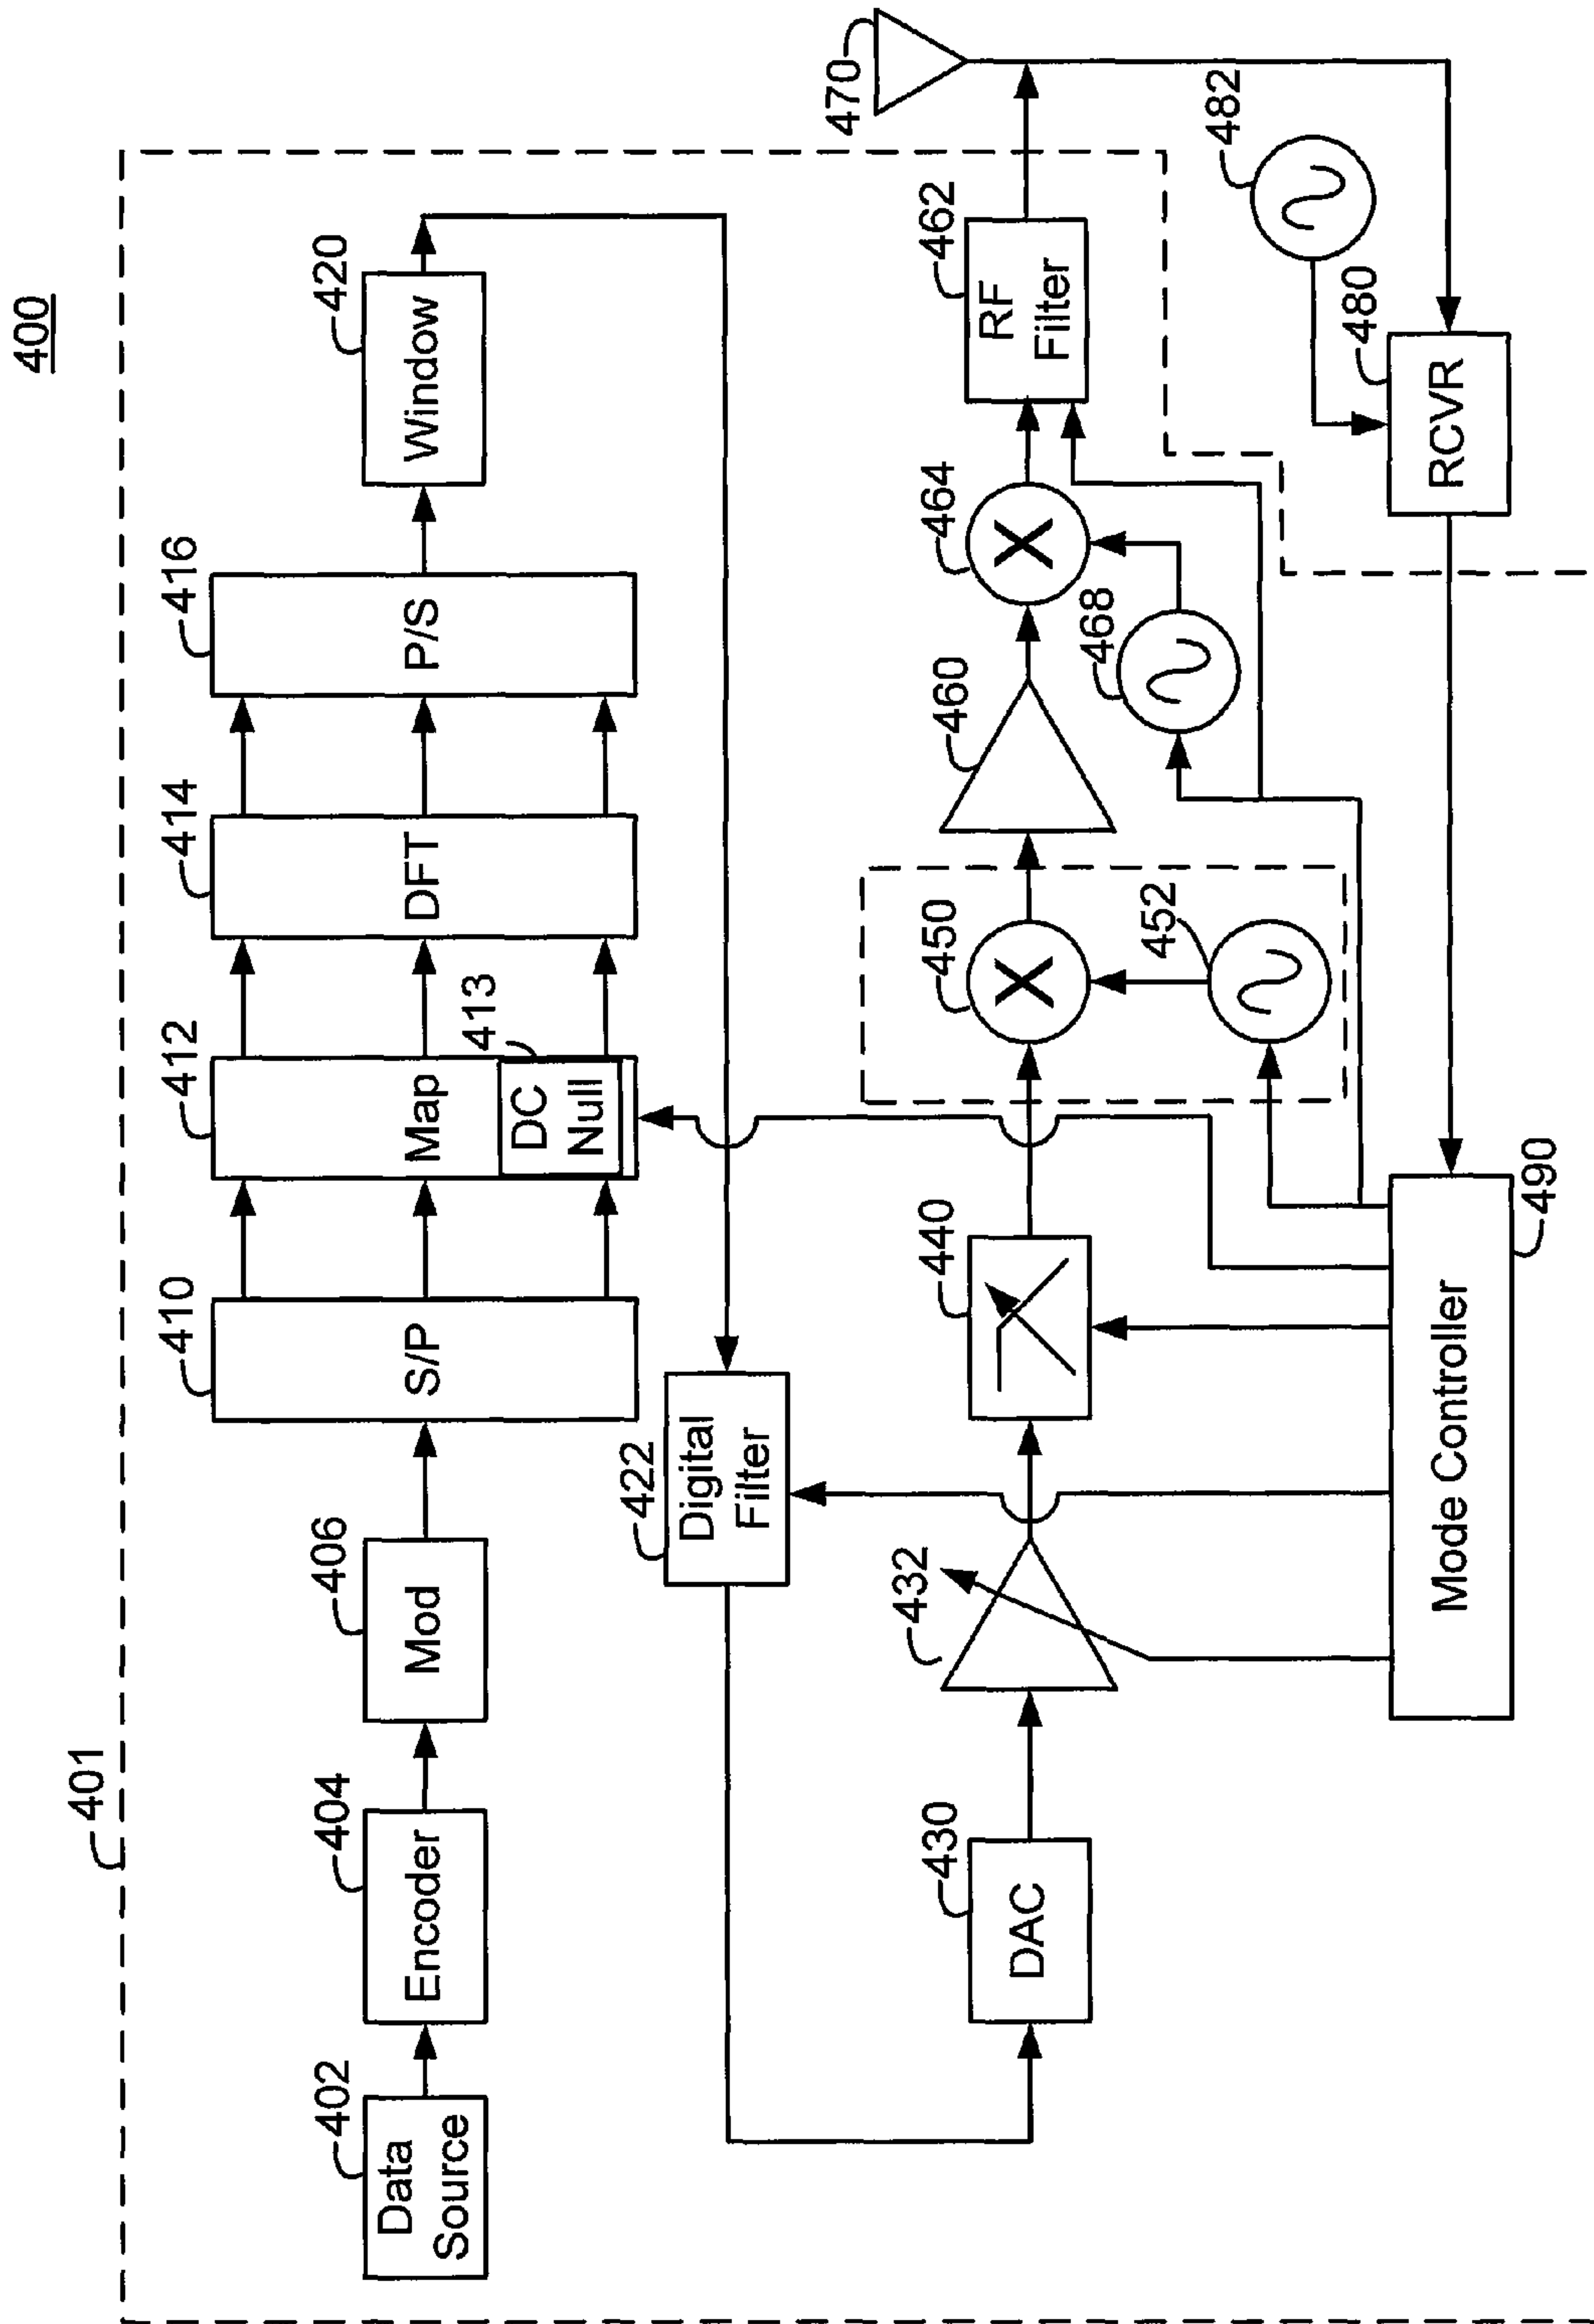 400
401
402
Data
Source
404
Encoder
406
Mod
410
S/P
412
Map
413
DC
Null
414
DFT
416
P/S
420
Window
422
Digital
Filter
430
DAC
432
440
450
X
452
460
464
X
468
462
RF
Filter
470
482
480
RCVR
490
Mode Controller